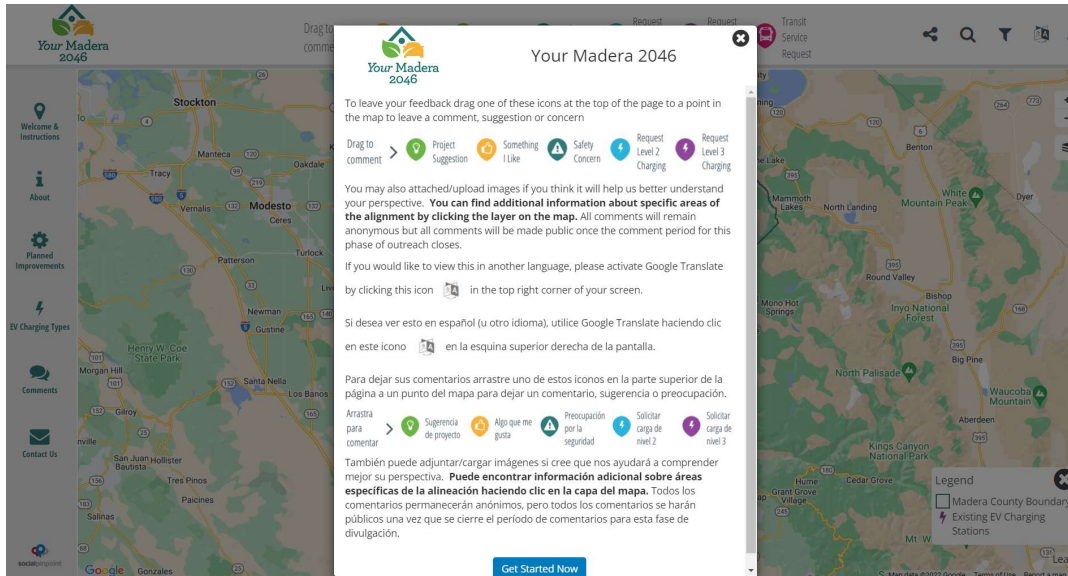 Your Madera
2046
Drag to
comme
Request
Request
Transit
Service
Request
Welcome &
Instructions
About
Planned
Improvements
EV Charging Types
Comments
Contact Us
socialpinpoint
Your Madera
2046
Your Madera 2046
To leave your feedback drag one of these icons at the top of the page to a point in
the map to leave a comment, suggestion or concern
Drag to
comment
Project
Suggestion
Something
I Like
Safety
Concern
Request
Level 2
Charging
Request
Level 3
Charging
You may also attached/upload images if you think it will help us better understand
your perspective. You can find additional information about specific areas of
the alignment by clicking the layer on the map. All comments will remain
anonymous but all comments will be made public once the comment period for this
phase of outreach closes.
If you would like to view this in another language, please activate Google Translate
by clicking this icon in the top right corner of your screen.
Si desea ver esto en español (u otro idioma), utilice Google Translate haciendo clic
en este icono en la esquina superior derecha de la pantalla.
Para dejar sus comentarios arrastre uno de estos iconos en la parte superior de la
página a un punto del mapa para dejar un comentario, sugerencia o preocupación.
Arrastra
para
comentar
Sugerencia
de proyecto
Algo que me
gusta
Preocupación
por la
seguridad
Solicitar
carga de
nivel 2
Solicitar
carga de
nivel 3
También puede adjuntar/cargar imágenes si cree que nos ayudará a comprender
mejor su perspectiva. Puede encontrar información adicional sobre áreas
específicas de la alineación haciendo clic en la capa del mapa. Todos los
comentarios permanecerán anónimos, pero todos los comentarios se harán
públicos una vez que se cierre el período de comentarios para esta fase de
divulgación.
Get Started Now
Stockton
Manteca
Oakdale
Tracy
Vernalis
Modesto
Ceres
Turlock
Patterson
Newman
Gustine
Henry W. Coe
State Park
Morgan Hill
Santa Nella
Los Banos
Gilroy
San Juan
Bautista
Hollister
Tres Pinos
Paicines
Salinas
Gonzales
Google
Benton
Mammoth
Lakes
North Landing
White
Mountain Peak
Dyer
Round Valley
Mono Hot
Springs
Bishop
Inyo National
Forest
Big Pine
North Palisade
Waucoba
Mountain
Aberdeen
Kings Canyon
National Park
Hume
Cedar Grove
Grant Grove
Village
Legend
Madera County Boundary
Existing EV Charging
Stations
Map data ©2023 Google
Terms of Use
Report a map